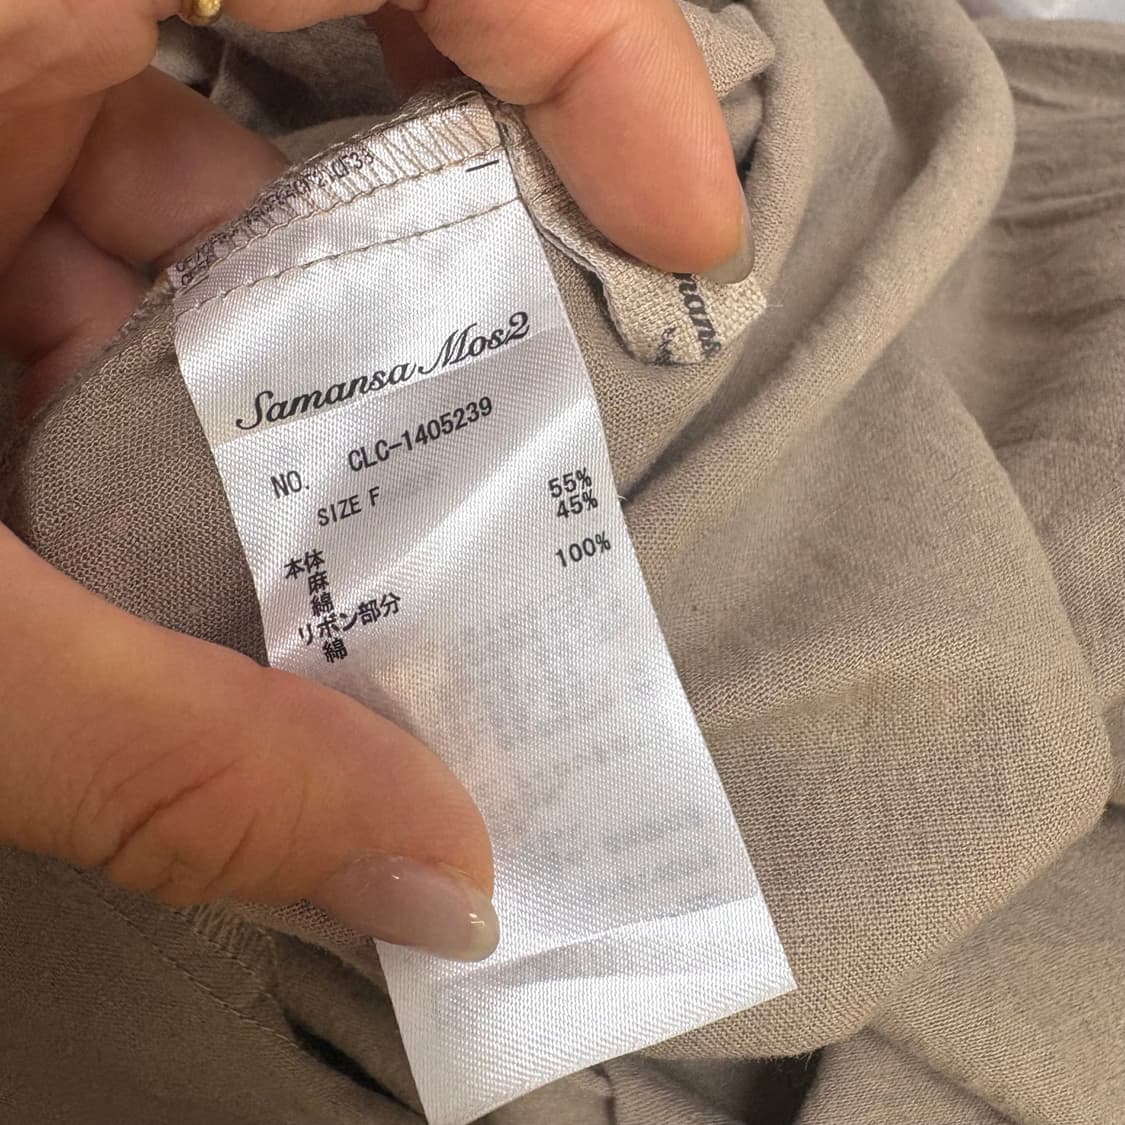 Samansa Mos2
NO. CLC-1405239
SIZE F
本体
麻 55%
綿 45%
リボン部分
綿 100%